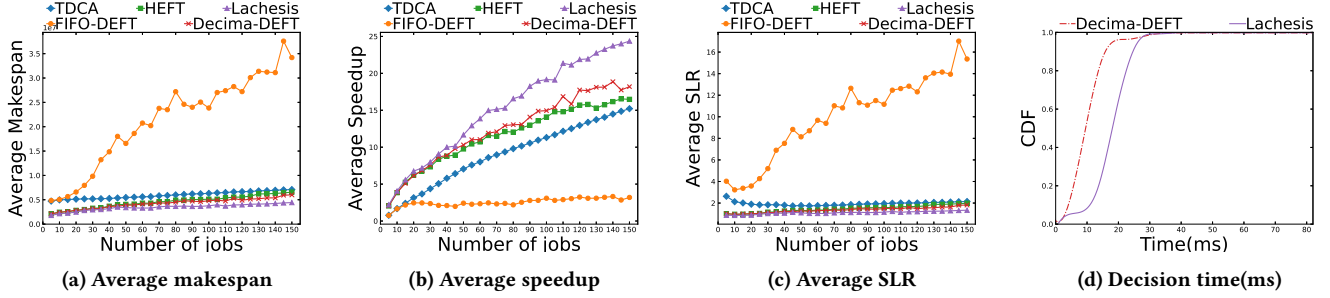 TDCA HEFT Lachesis
FIFO-DEFT Decima-DEFT
1e7
Average Makespan
3.5
3.0
2.5
2.0
1.5
1.0
0.5
0.0
10 20 30 40 50 60 70 80 90 100 110 120 130 140 150
Number of jobs
(a) Average makespan
TDCA HEFT Lachesis
FIFO-DEFT Decima-DEFT
Average Speedup
25
20
15
10
5
0
10 20 30 40 50 60 70 80 90 100 110 120 130 140 150
Number of jobs
(b) Average speedup
TDCA HEFT Lachesis
FIFO-DEFT Decima-DEFT
Average SLR
16
14
12
10
8
6
4
2
10 20 30 40 50 60 70 80 90 100 110 120 130 140 150
Number of jobs
(c) Average SLR
Decima-DEFT Lachesis
CDF
1.0
0.8
0.6
0.4
0.2
0.0
0 10 20 30 40 50 60 70 80
Time(ms)
(d) Decision time(ms)